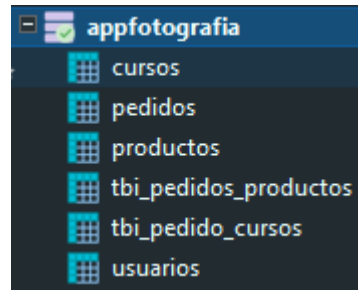 appfotografia
cursos
pedidos
productos
tbi_pedidos_productos
tbi_pedido_cursos
usuarios